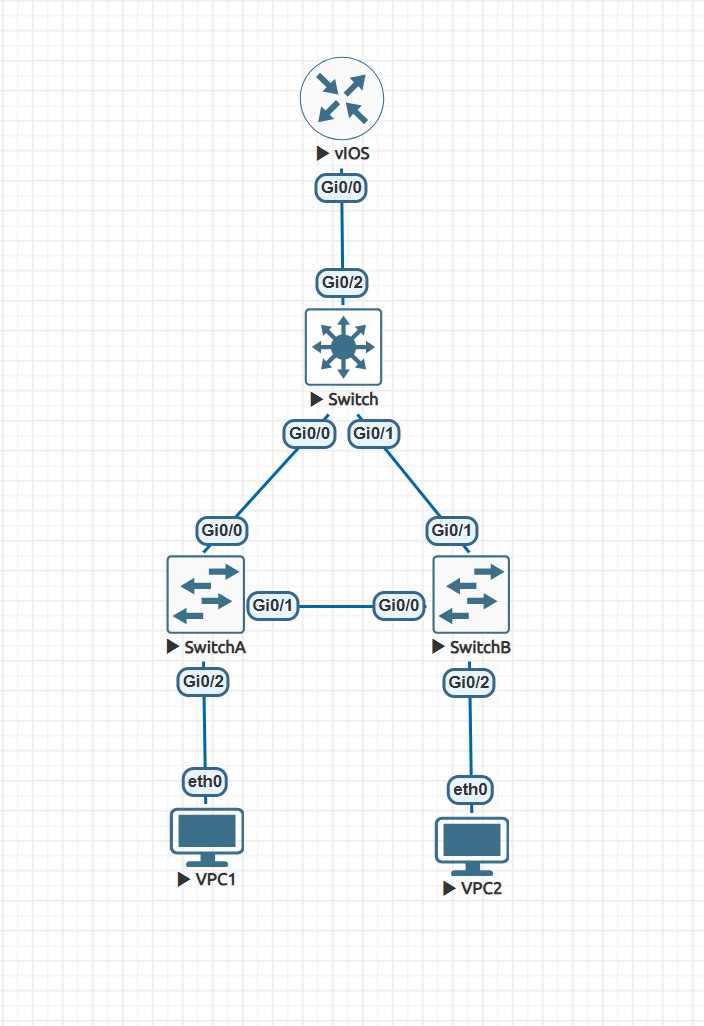 vIOS
Gi0/0
Gi0/2
Switch
Gi0/0 Gi0/1
Gi0/0 Gi0/1
Gi0/1 Gi0/0
SwitchA SwitchB
Gi0/2 Gi0/2
eth0 eth0
VPC1 VPC2